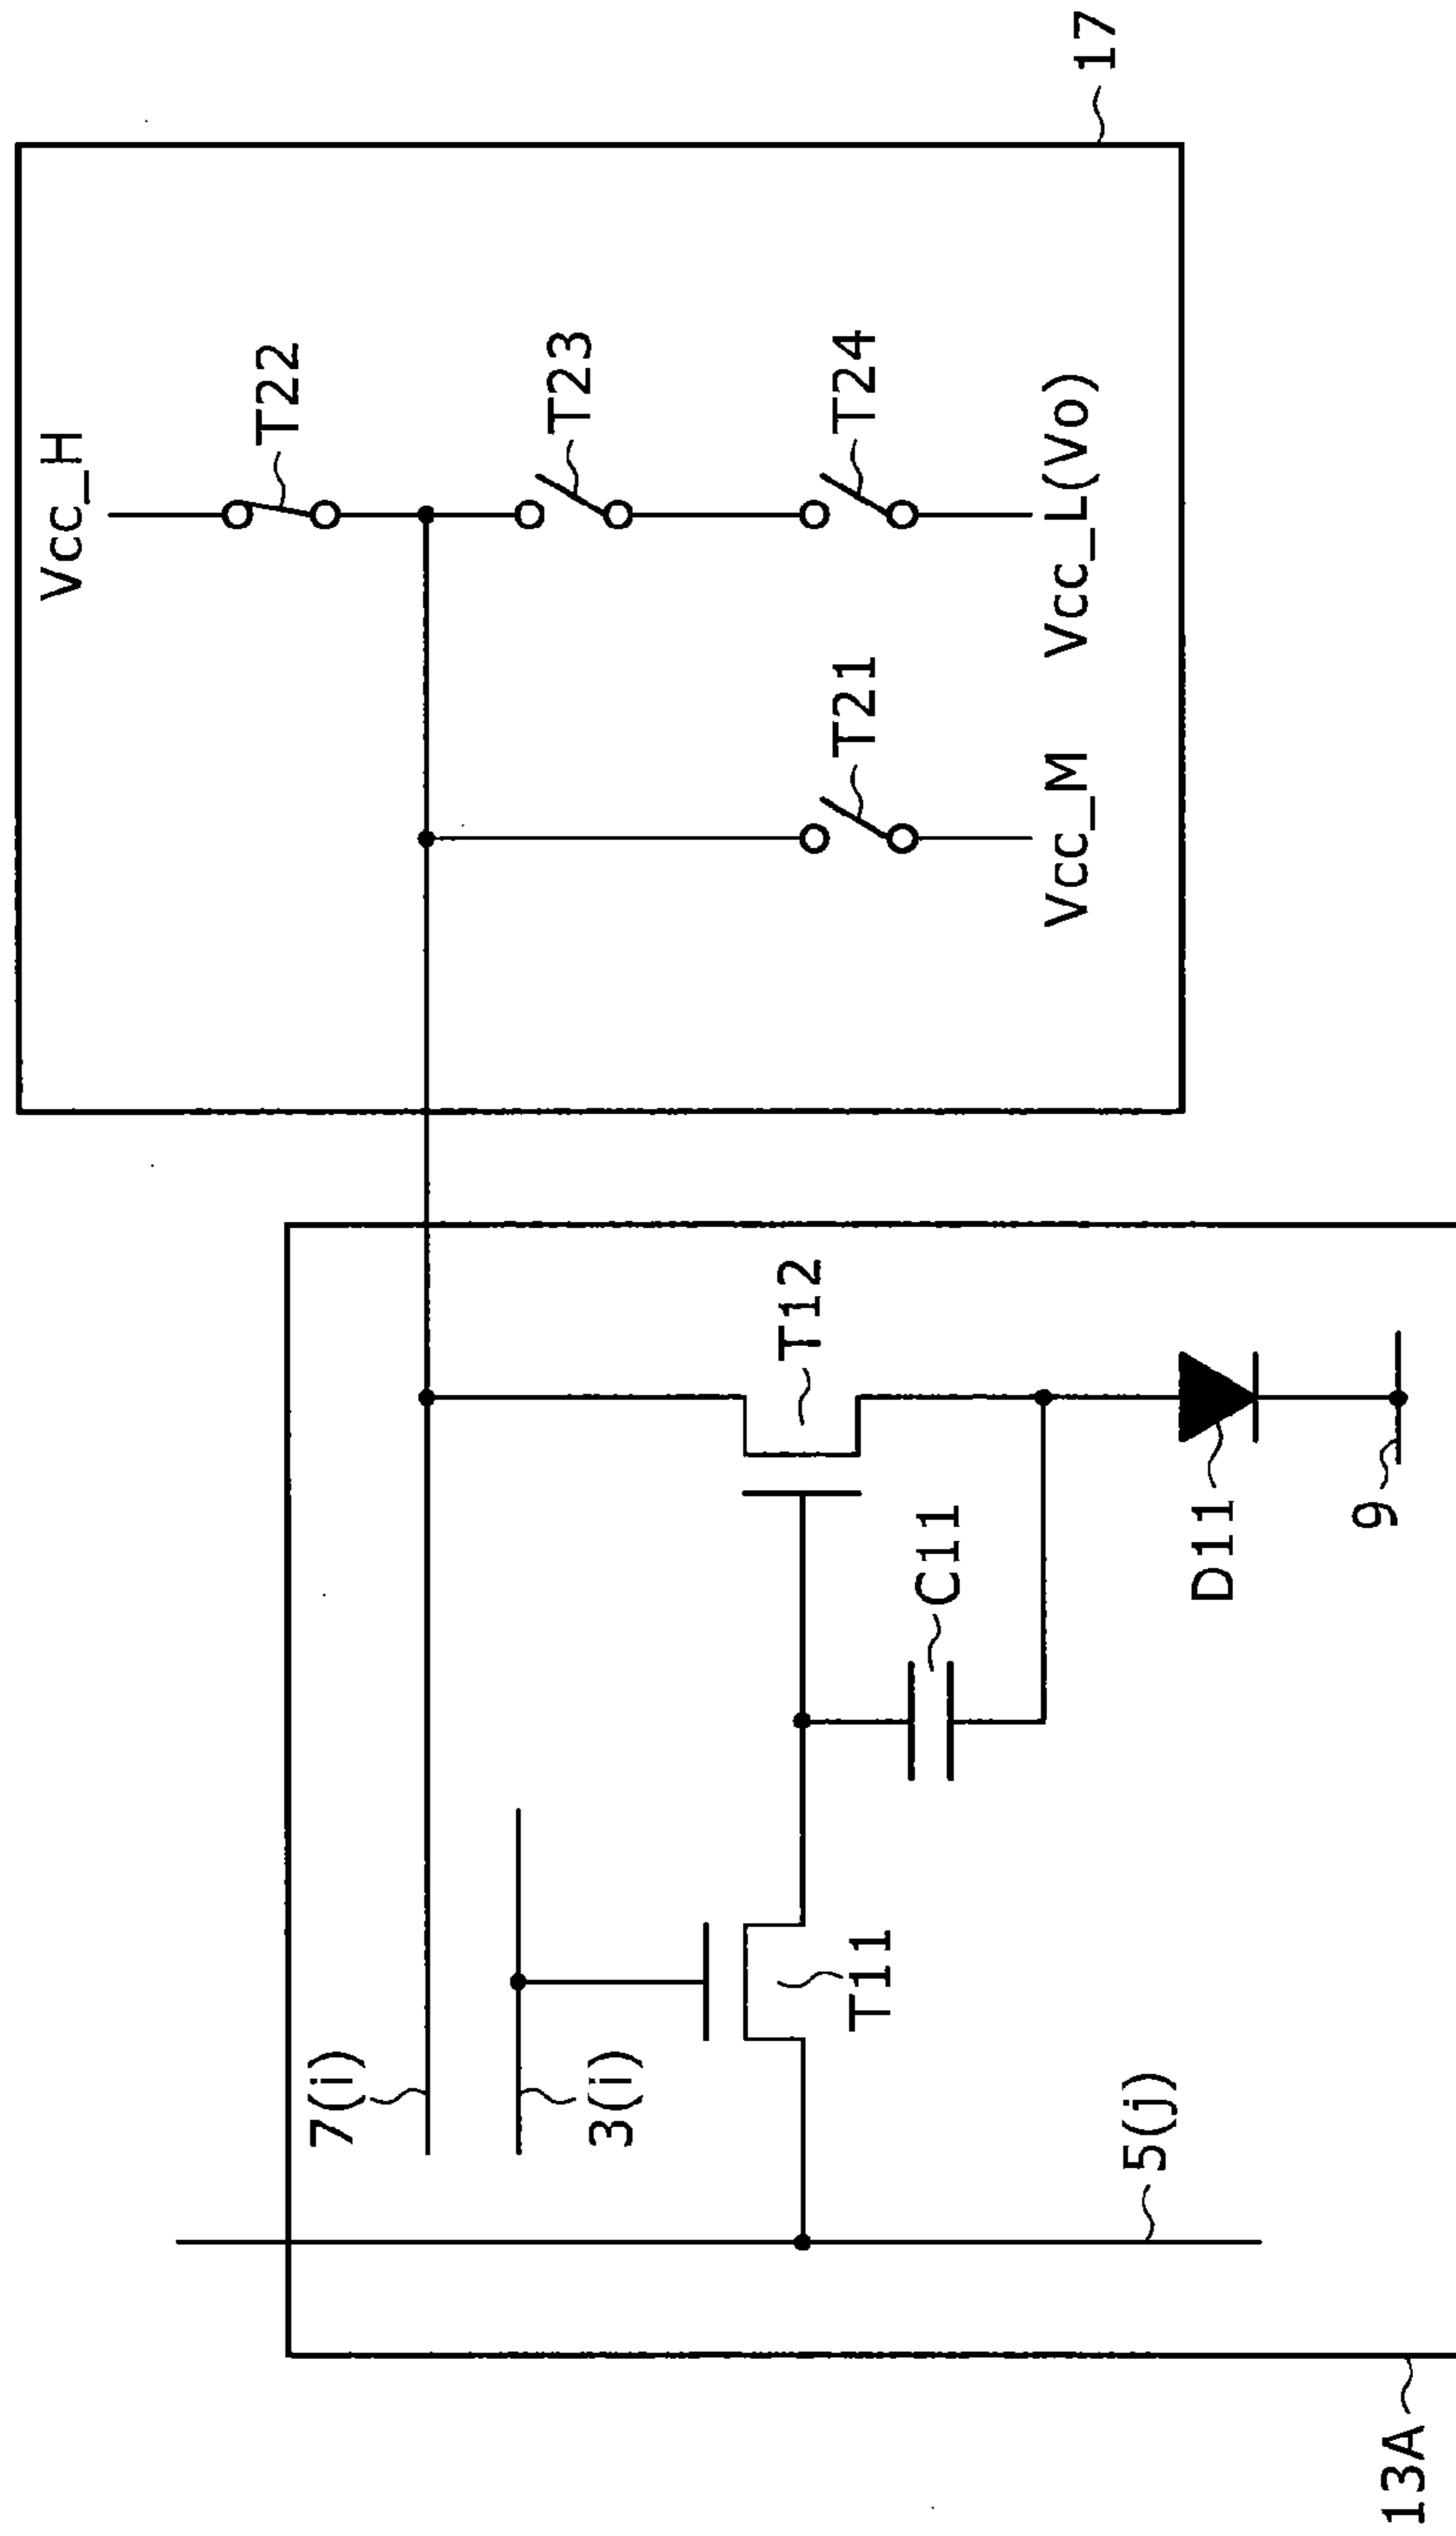 17
Vcc_H
T22
T23
T24
Vcc_L(Vo)
T21
Vcc_M
T12
C11
D11
9
7(i)
3(i)
T11
5(j)
13A